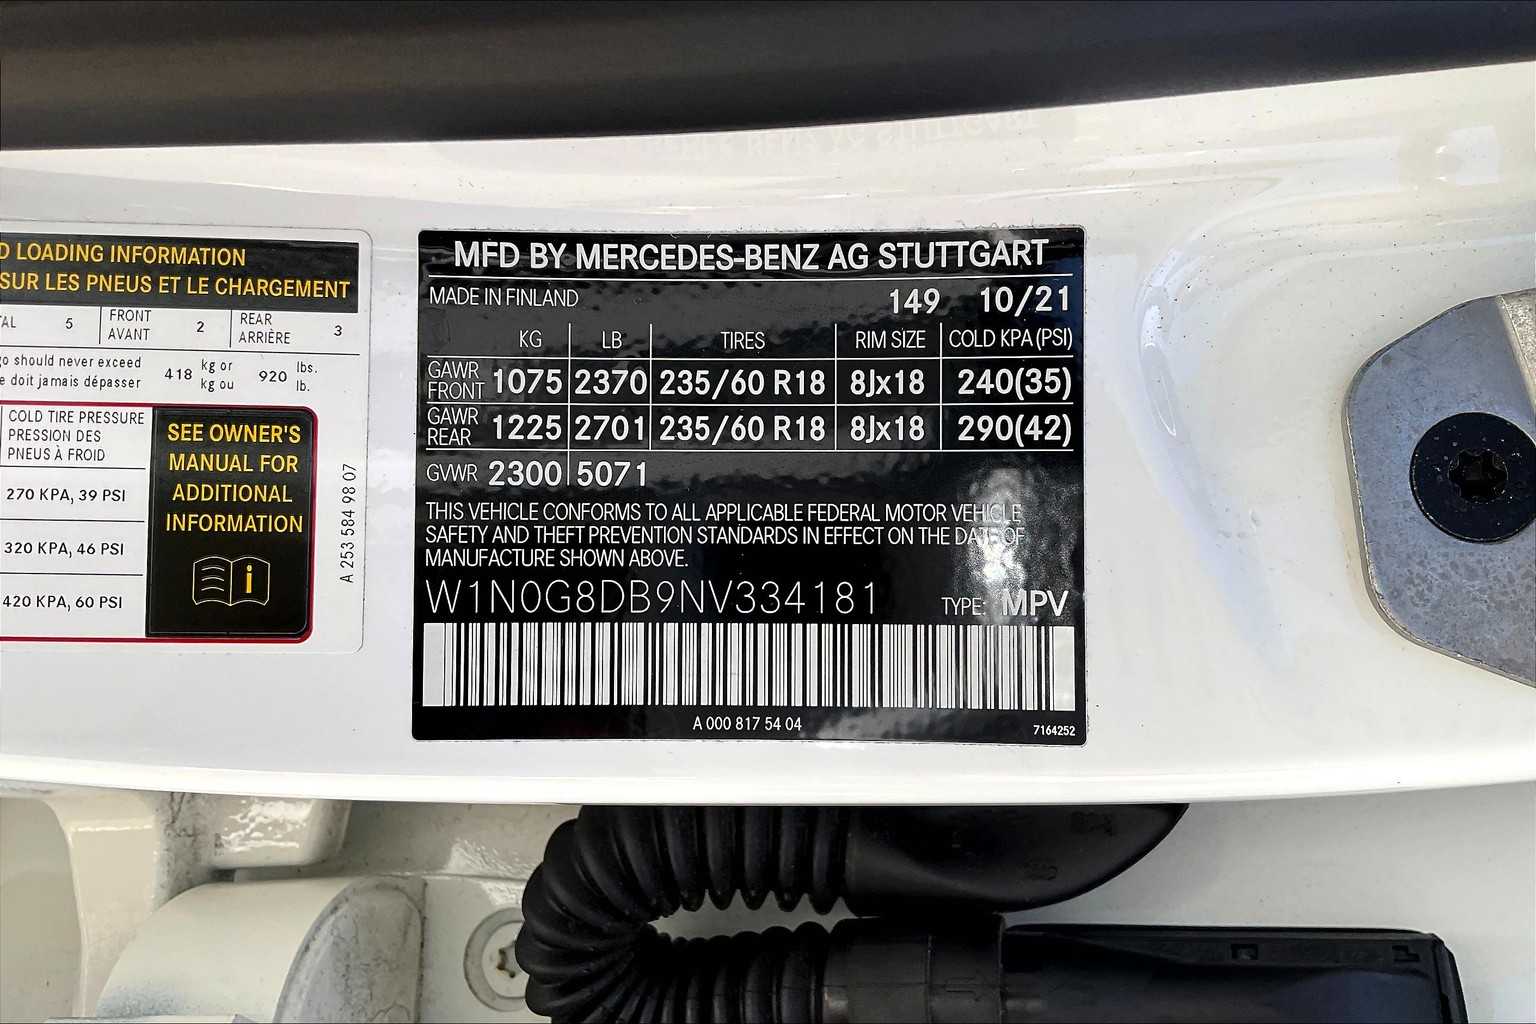 D LOADING INFORMATION
SUR LES PNEUS ET LE CHARGEMENT
TAL 5 FRONT AVANT 2 REAR ARRIÈRE 3
go should never exceed 418 kg or 920 lbs.
e doit jamais dépasser kg ou lb.
COLD TIRE PRESSURE
PRESSION DES
PNEUS À FROID
270 KPA, 39 PSI
320 KPA, 46 PSI
420 KPA, 60 PSI
SEE OWNER'S
MANUAL FOR
ADDITIONAL
INFORMATION
i
A 253 584 98 07
MFD BY MERCEDES-BENZ AG STUTTGART
MADE IN FINLAND 149 10/21
KG LB TIRES RIM SIZE COLD KPA (PSI)
GAWR FRONT 1075 2370 235/60 R18 8Jx18 240(35)
GAWR REAR 1225 2701 235/60 R18 8Jx18 290(42)
GVWR 2300 5071
THIS VEHICLE CONFORMS TO ALL APPLICABLE FEDERAL MOTOR VEHICLE
SAFETY AND THEFT PREVENTION STANDARDS IN EFFECT ON THE DATE OF
MANUFACTURE SHOWN ABOVE.
W1N0G8DB9NV334181 TYPE: MPV
A 000 817 54 04
7164252